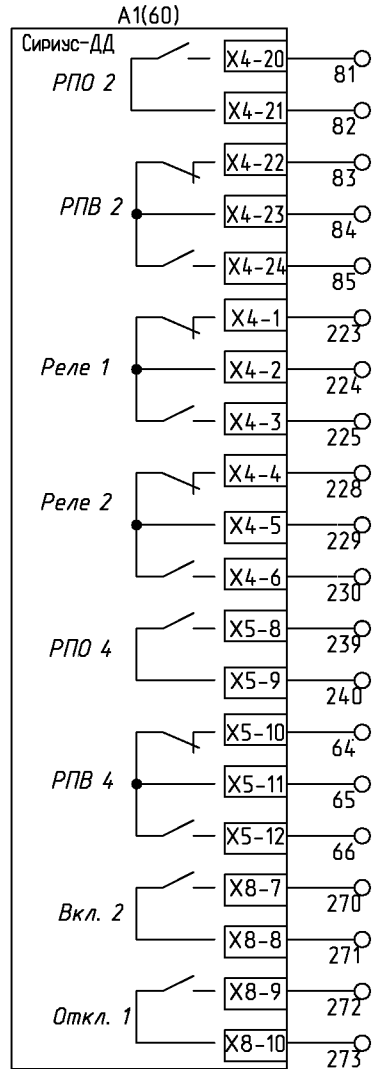 А1(60)
Сириус-ДД
РПО 2
X4-20
81
X4-21
82
РПВ 2
X4-22
83
X4-23
84
X4-24
85
Реле 1
X4-1
223
X4-2
224
X4-3
225
Реле 2
X4-4
228
X4-5
229
X4-6
230
РПО 4
X5-8
239
X5-9
240
РПВ 4
X5-10
64
X5-11
65
X5-12
66
Вкл. 2
X8-7
270
X8-8
271
Откл. 1
X8-9
272
X8-10
273